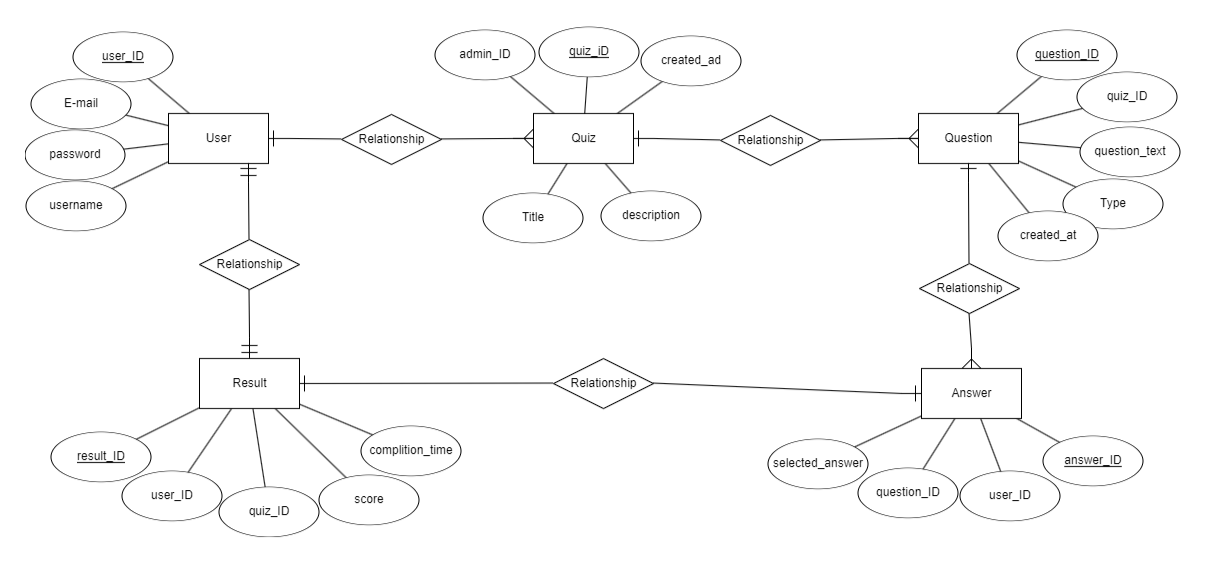 user_ID
E-mail
password
username
User
Relationship
admin_ID
quiz_iD
created_ad
Quiz
Title
description
Relationship
question_ID
quiz_ID
question_text
Type
created_at
Question
Relationship
Relationship
Result
result_ID
user_ID
quiz_ID
score
complition_time
Relationship
Answer
selected_answer
question_ID
user_ID
answer_ID